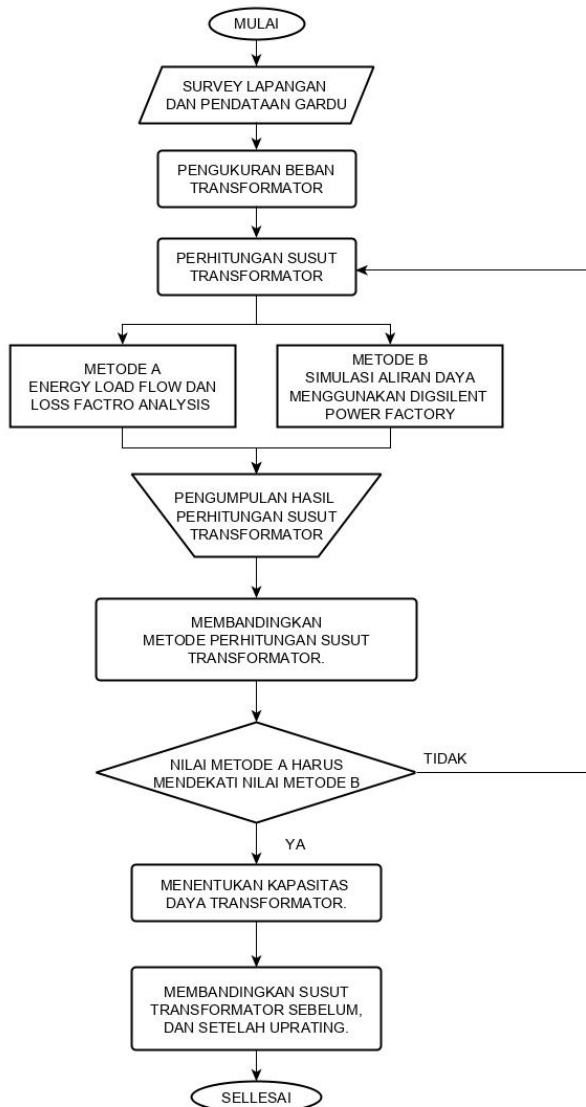 MULAI
SURVEY LAPANGAN
DAN PENDATAAN GARDU
PENGUKURAN BEBAN
TRANSFORMATOR
PERHITUNGAN SUSUT
TRANSFORMATOR
METODE A
ENERGY LOAD FLOW DAN
LOSS FACTRO ANALYSIS
METODE B
SIMULASI ALIRAN DAYA
MENGGUNAKAN DIGSILENT
POWER FACTORY
PENGUMPULAN HASIL
PERHITUNGAN SUSUT
TRANSFORMATOR
MEMBANDINGKAN
METODE PERHITUNGAN SUSUT
TRANSFORMATOR.
NILAI METODE A HARUS
MENDEKATI NILAI METODE B
TIDAK
YA
MENENTUKAN KAPASITAS
DAYA TRANSFORMATOR.
MEMBANDINGKAN SUSUT
TRANSFORMATOR SEBELUM,
DAN SETELAH UPRATING.
SELLESAI